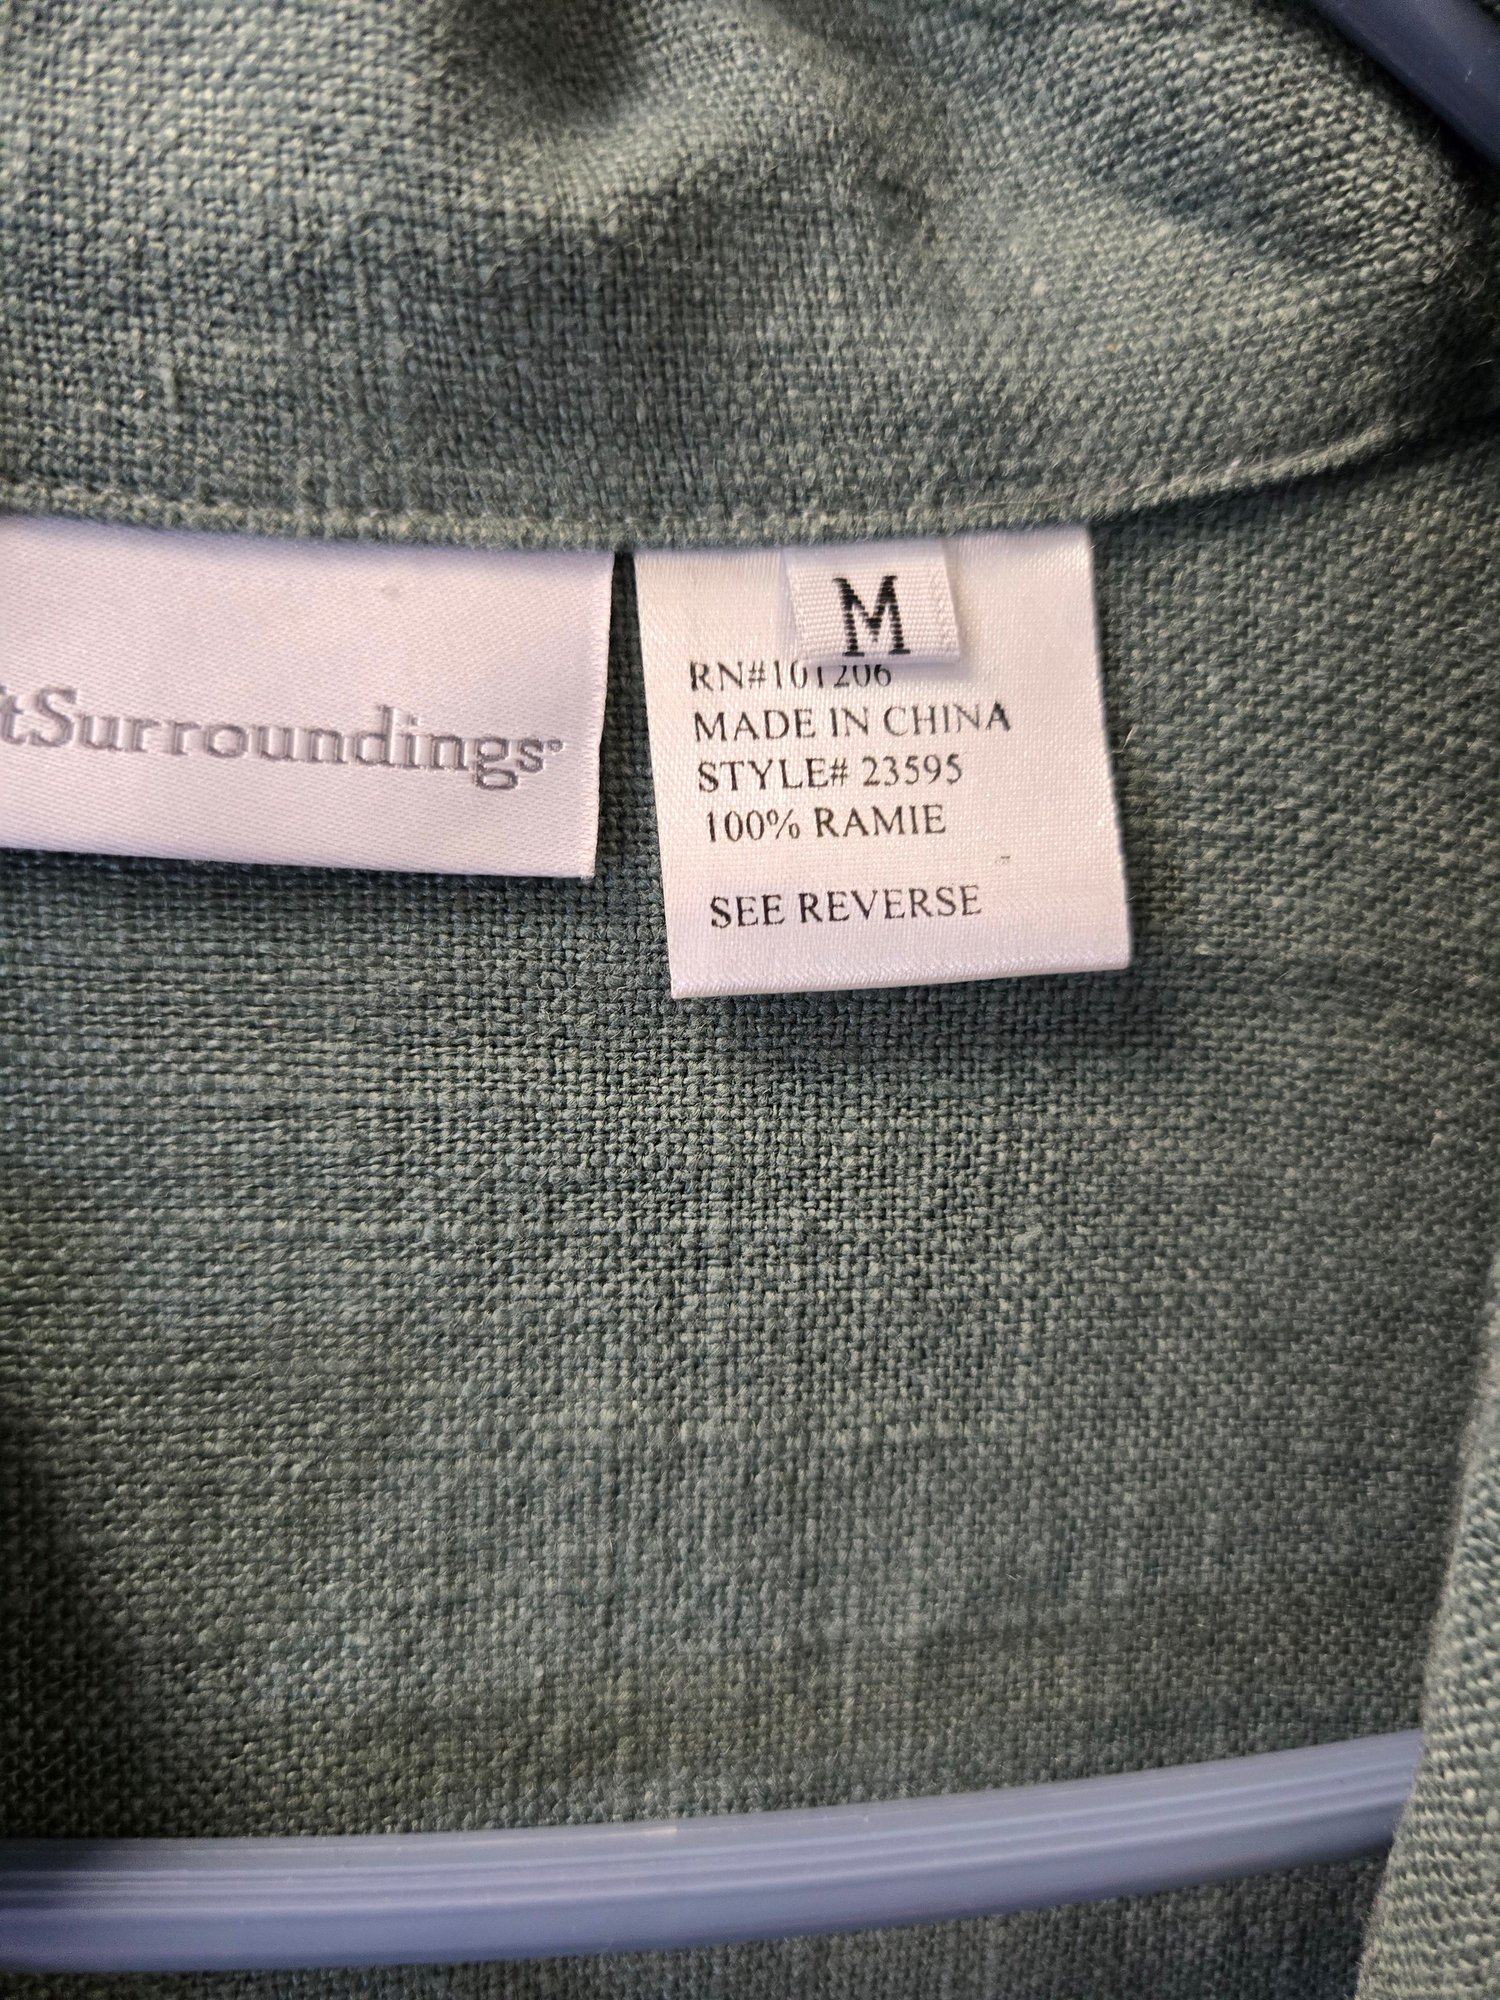 tSurroundings®
M
RN#101206
MADE IN CHINA
STYLE# 23595
100% RAMIE
SEE REVERSE